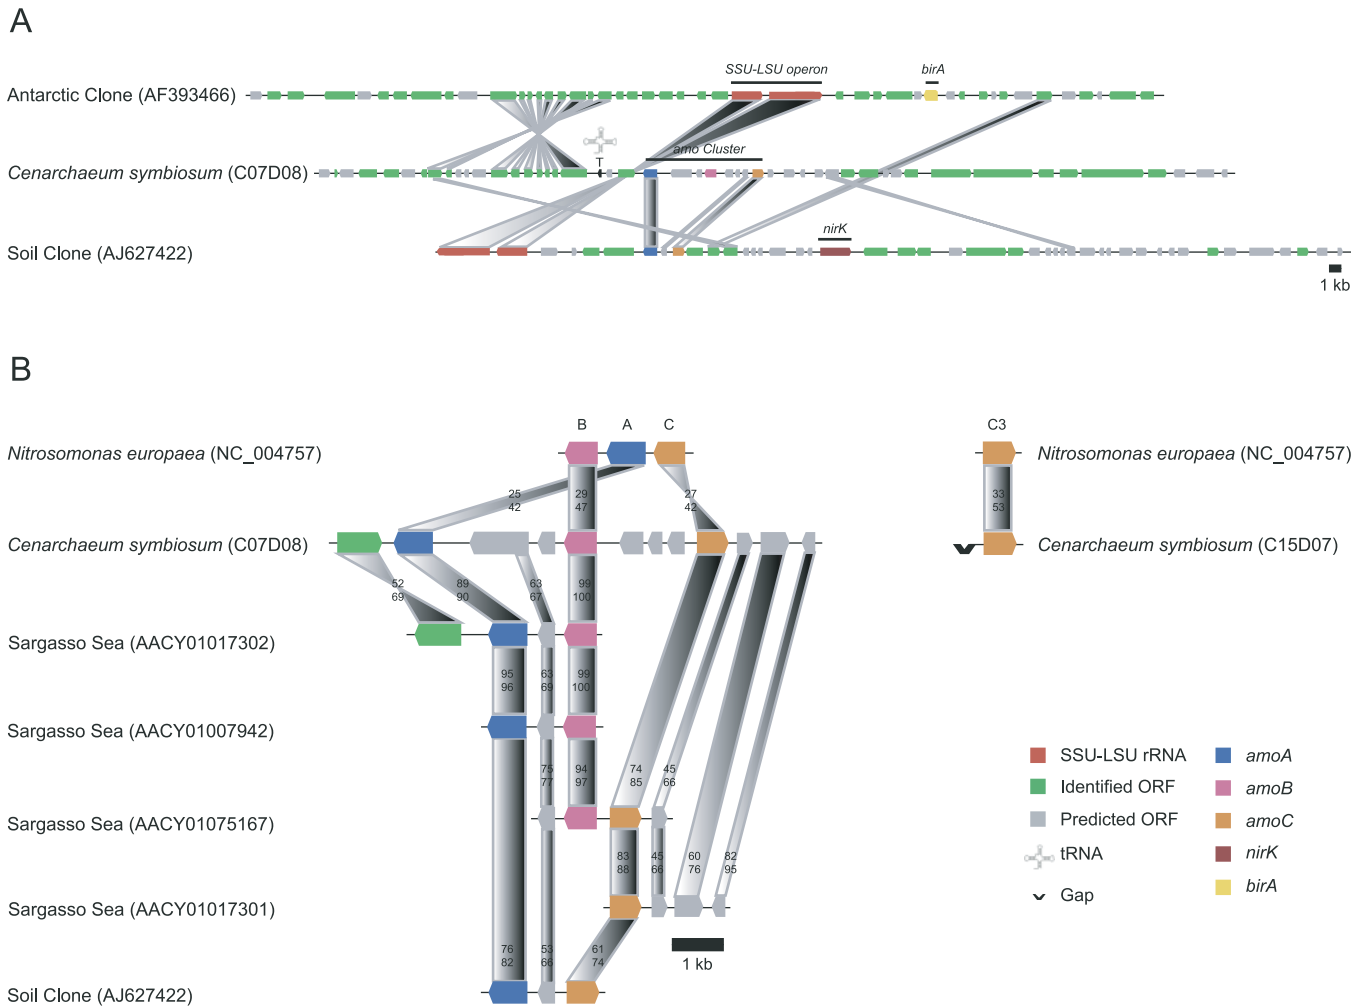 A
SSU-LSU operon
birA
Antarctic Clone (AF393466)
T
amo Cluster
Cenarchaeum symbiosum (C07D08)
nirK
Soil Clone (AJ627422)
1 kb
B
B A C C3
Nitrosomonas europaea (NC_004757)
Nitrosomonas europaea (NC_004757)
25 29 27 33
42 47 42 53
Cenarchaeum symbiosum (C07D08)
Cenarchaeum symbiosum (C15D07)
52 89 63 99
69 90 67 100
Sargasso Sea (AACY01017302)
95 63 99
96 69 100
Sargasso Sea (AACY01007942)
75 94 74 45
77 97 85 66
Sargasso Sea (AACY01075167)
83 45 60 82
88 66 76 95
Sargasso Sea (AACY01017301)
76 53 61
82 66 74
1 kb
Soil Clone (AJ627422)
SSU-LSU rRNA
Identified ORF
Predicted ORF
tRNA
Gap
amoA
amoB
amoC
nirK
birA